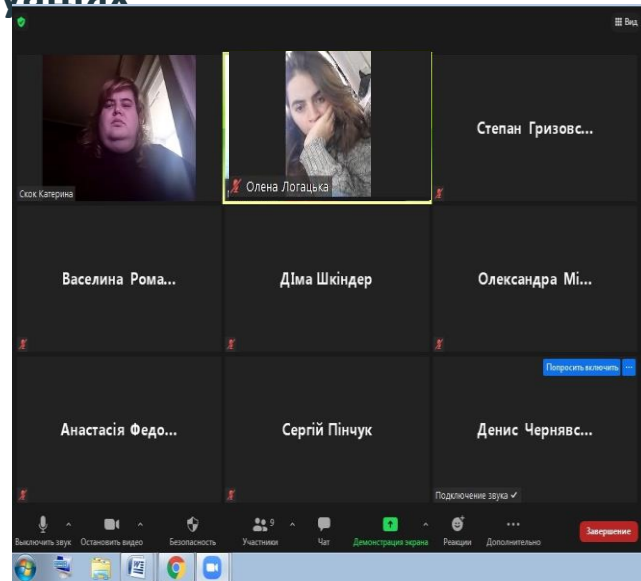 Вид
Скок Катерина
Олена Логацька
Степан Гризовс...
Василина Рома...
Діма Шкіндер
Олександра Мі...
Попросить включить ...
Анастасія Федо...
Сергій Пінчук
Денис Чернявс...
Подключение звука
Выключить звук
Остановить видео
Безопасность
Участники
9
Чат
Демонстрация экрана
Реакции
Дополнительно
Завершение